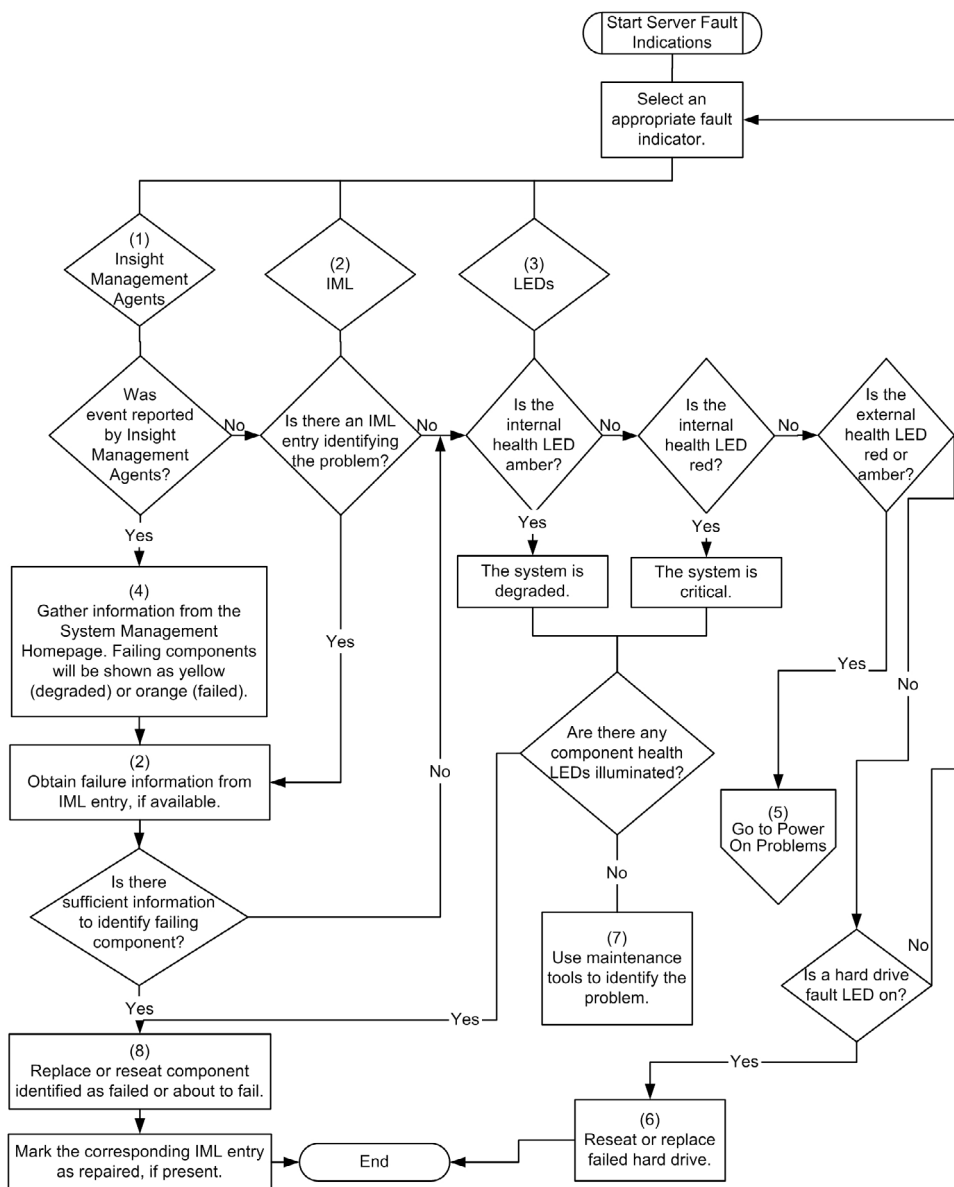 Start Server Fault
Indications
Select an
appropriate fault
indicator.
(1)
Insight
Management
Agents
(2)
IML
(3)
LEDs
Was
event reported
by Insight
Management
Agents?
No
Is there an IML
entry identifying
the problem?
No
Is the
internal
health LED
amber?
No
Is the
internal
health LED
red?
No
Is the
external
health LED
red or
amber?
Yes
Yes
Yes
(4)
Gather information from the
System Management
Homepage. Failing components
will be shown as yellow
(degraded) or orange (failed).
Yes
The system is
degraded.
The system is
critical.
Yes
No
(2)
Obtain failure information from
IML entry, if available.
No
Are there any
component health
LEDs illuminated?
(5)
Go to Power
On Problems
Is there
sufficient information
to identify failing
component?
No
(7)
Use maintenance
tools to identify the
problem.
No
Is a hard drive
fault LED on?
Yes
Yes
Yes
(8)
Replace or reseat component
identified as failed or about to fail.
(6)
Reseat or replace
failed hard drive.
Mark the corresponding IML entry
as repaired, if present.
End